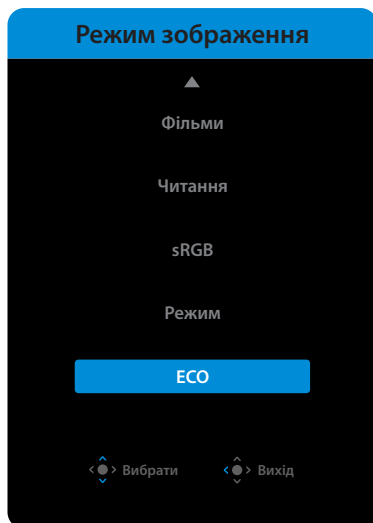 Режим зображення
Фільми
Читання
sRGB
Режим
ECO
Вибрати Вихід